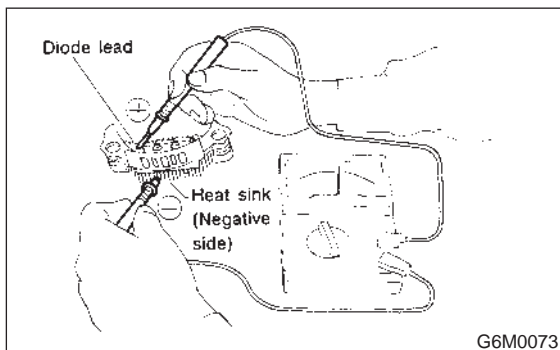 Diode lead
⊕
Heat sink
(Negative
side)
⊖
G6M0073